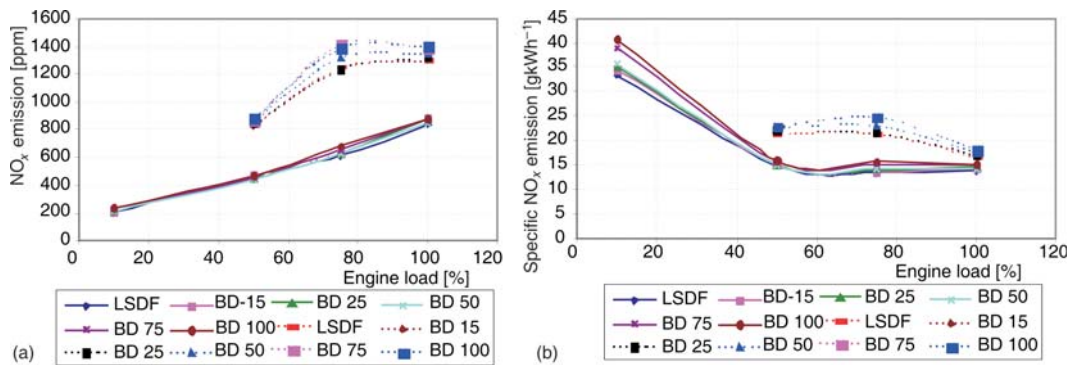 NOx emission [ppm]
1600
1400
1200
1000
800
600
400
200
0
0 20 40 60 80 100 120
Engine load [%]
LSDF BD-15 BD 25 BD 50
BD 75 BD 100 LSDF BD 15
BD 25 BD 50 BD 75 BD 100
(a)
Specific NOx emission [gkWh⁻¹]
45
40
35
30
25
20
15
10
5
0
0 20 40 60 80 100 120
Engine load [%]
LSDF BD-15 BD 25 BD 50
BD 75 BD 100 LSDF BD 15
BD 25 BD 50 BD 75 BD 100
(b)